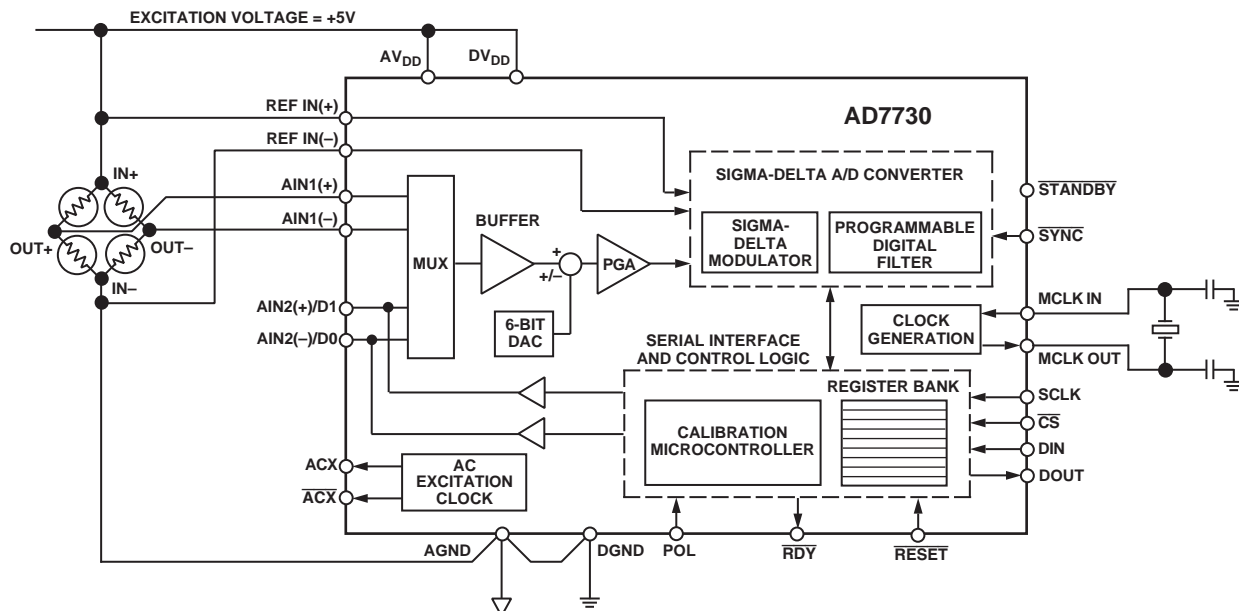 EXCITATION VOLTAGE = +5V
AVDD
DVDD
REF IN(+)
REF IN(–)
AIN1(+)
AIN1(–)
IN+
OUT+
OUT–
IN–
AIN2(+)/D1
AIN2(–)/D0
ACX
ACX
AD7730
MUX
BUFFER
+
+/–
PGA
6-BIT
DAC
SIGMA-DELTA A/D CONVERTER
SIGMA-
DELTA
MODULATOR
PROGRAMMABLE
DIGITAL
FILTER
STANDBY
SYNC
MCLK IN
CLOCK
GENERATION
MCLK OUT
SERIAL INTERFACE
AND CONTROL LOGIC
REGISTER BANK
CALIBRATION
MICROCONTROLLER
SCLK
CS
DIN
DOUT
AC
EXCITATION
CLOCK
AGND
DGND
POL
RDY
RESET